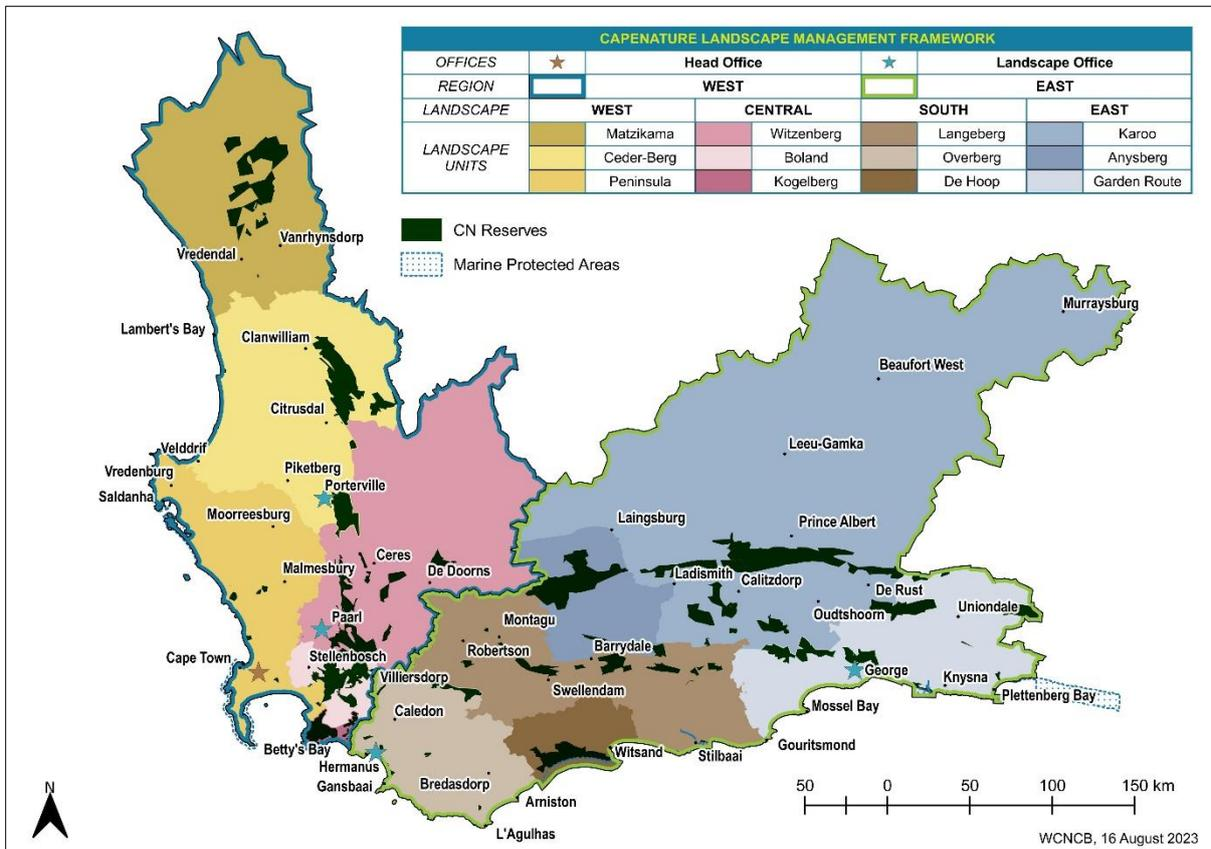 CAPENATURE LANDSCAPE MANAGEMENT FRAMEWORK
OFFICES Head Office Landscape Office
REGION WEST EAST
LANDSCAPE WEST CENTRAL SOUTH EAST
LANDSCAPE UNITS
Matzikama Witzenberg Langeberg Karoo
Ceder-Berg Boland Overberg Anysberg
Peninsula Kogelberg De Hoop Garden Route
CN Reserves
Marine Protected Areas
Vanrhynsdorp
Vredendal
Murraysburg
Lambert's Bay
Clanwilliam
Beaufort West
Citrusdal
Leeu-Gamka
Velddrif
Vredenburg
Piketberg
Saldanha
Porterville
Moorreesburg
Laingsburg
Prince Albert
Ceres
Malmesbury
De Doorns
Ladismith
Calitzdorp
De Rust
Oudtshoorn
Uniondale
Paarl
Montagu
Robertson
Barrydale
Cape Town
Stellenbosch
Villiersdorp
Swellendam
George
Knysna
Plettenberg Bay
Caledon
Mossel Bay
Betty's Bay
Witsand
Stilbaai
Gouritsmond
Hermanus
Gansbaai
Bredasdorp
Arniston
L'Agulhas
N
50 0 50 100 150 km
WCNCB, 16 August 2023